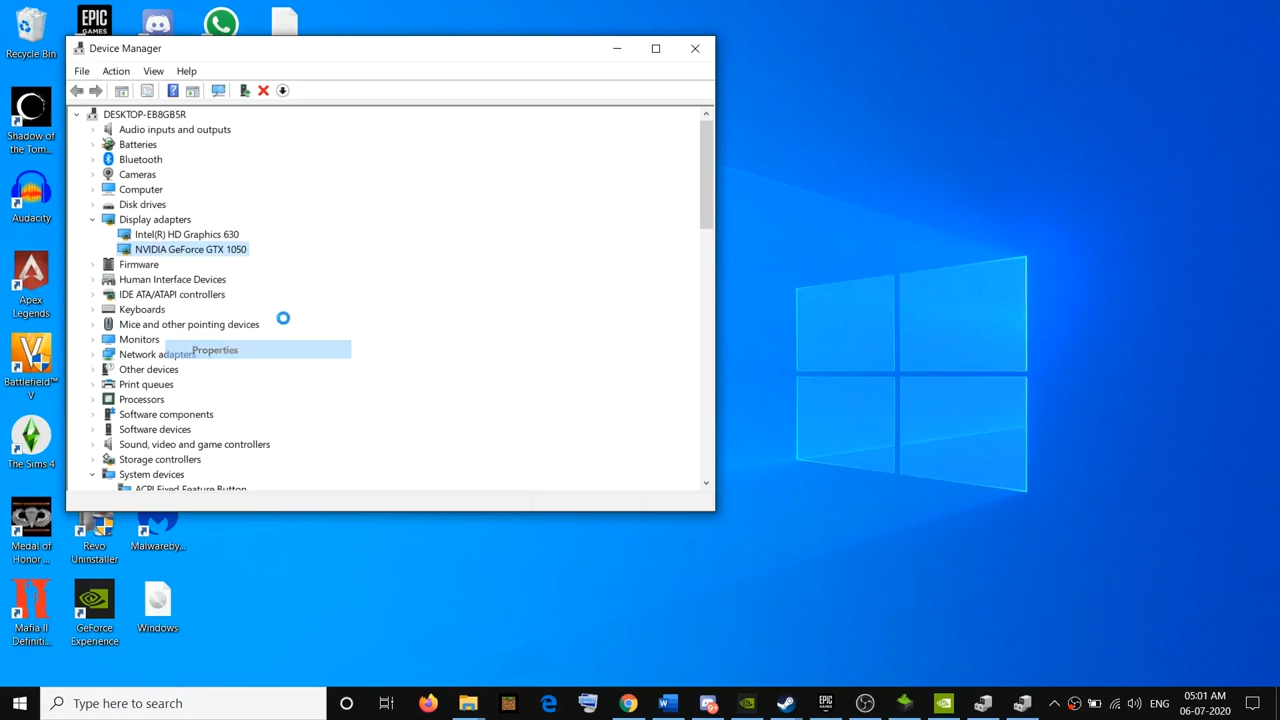 Recycle Bin
EPIC
GAMES
Device Manager
File
Action
View
Help
DESKTOP-EB8GB5R
Audio inputs and outputs
Batteries
Bluetooth
Cameras
Computer
Disk drives
Display adapters
Intel(R) HD Graphics 630
NVIDIA GeForce GTX 1050
Firmware
Human Interface Devices
IDE ATA/ATAPI controllers
Keyboards
Mice and other pointing devices
Monitors
Properties
Network adapters
Other devices
Print queues
Processors
Software components
Software devices
Sound, video and game controllers
Storage controllers
System devices
ACPI Fixed Feature Button
Shadow of
the Tom...
Audacity
Apex
Legends
Battlefield™
V
The Sims 4
Medal of
Honor ...
Revo
Uninstaller
Malwareby...
Mafia II
Definiti...
GeForce
Experience
Windows
Type here to search
EPIC
GAMES
ENG
05:01 AM
06-07-2020